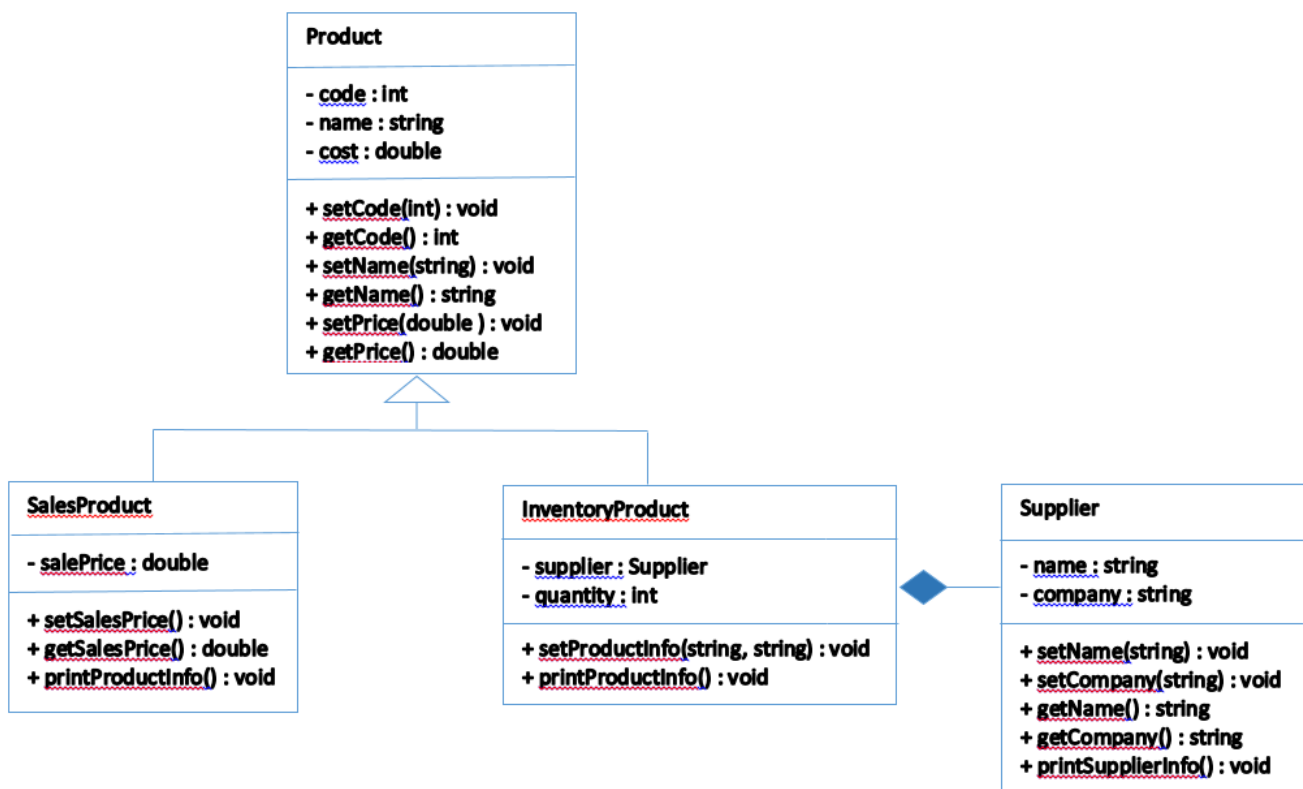 Product
- code : int
- name : string
- cost : double
+ setCode(int) : void
+ getCode() : int
+ setName(string) : void
+ getName() : string
+ setPrice(double ) : void
+ getPrice() : double
SalesProduct
- salePrice : double
+ setSalesPrice() : void
+ getSalesPrice() : double
+ printProductInfo() : void
InventoryProduct
- supplier : Supplier
- quantity : int
+ setProductInfo(string, string) : void
+ printProductInfo() : void
Supplier
- name : string
- company : string
+ setName(string) : void
+ setCompany(string) : void
+ getName() : string
+ getCompany() : string
+ printSupplierInfo() : void